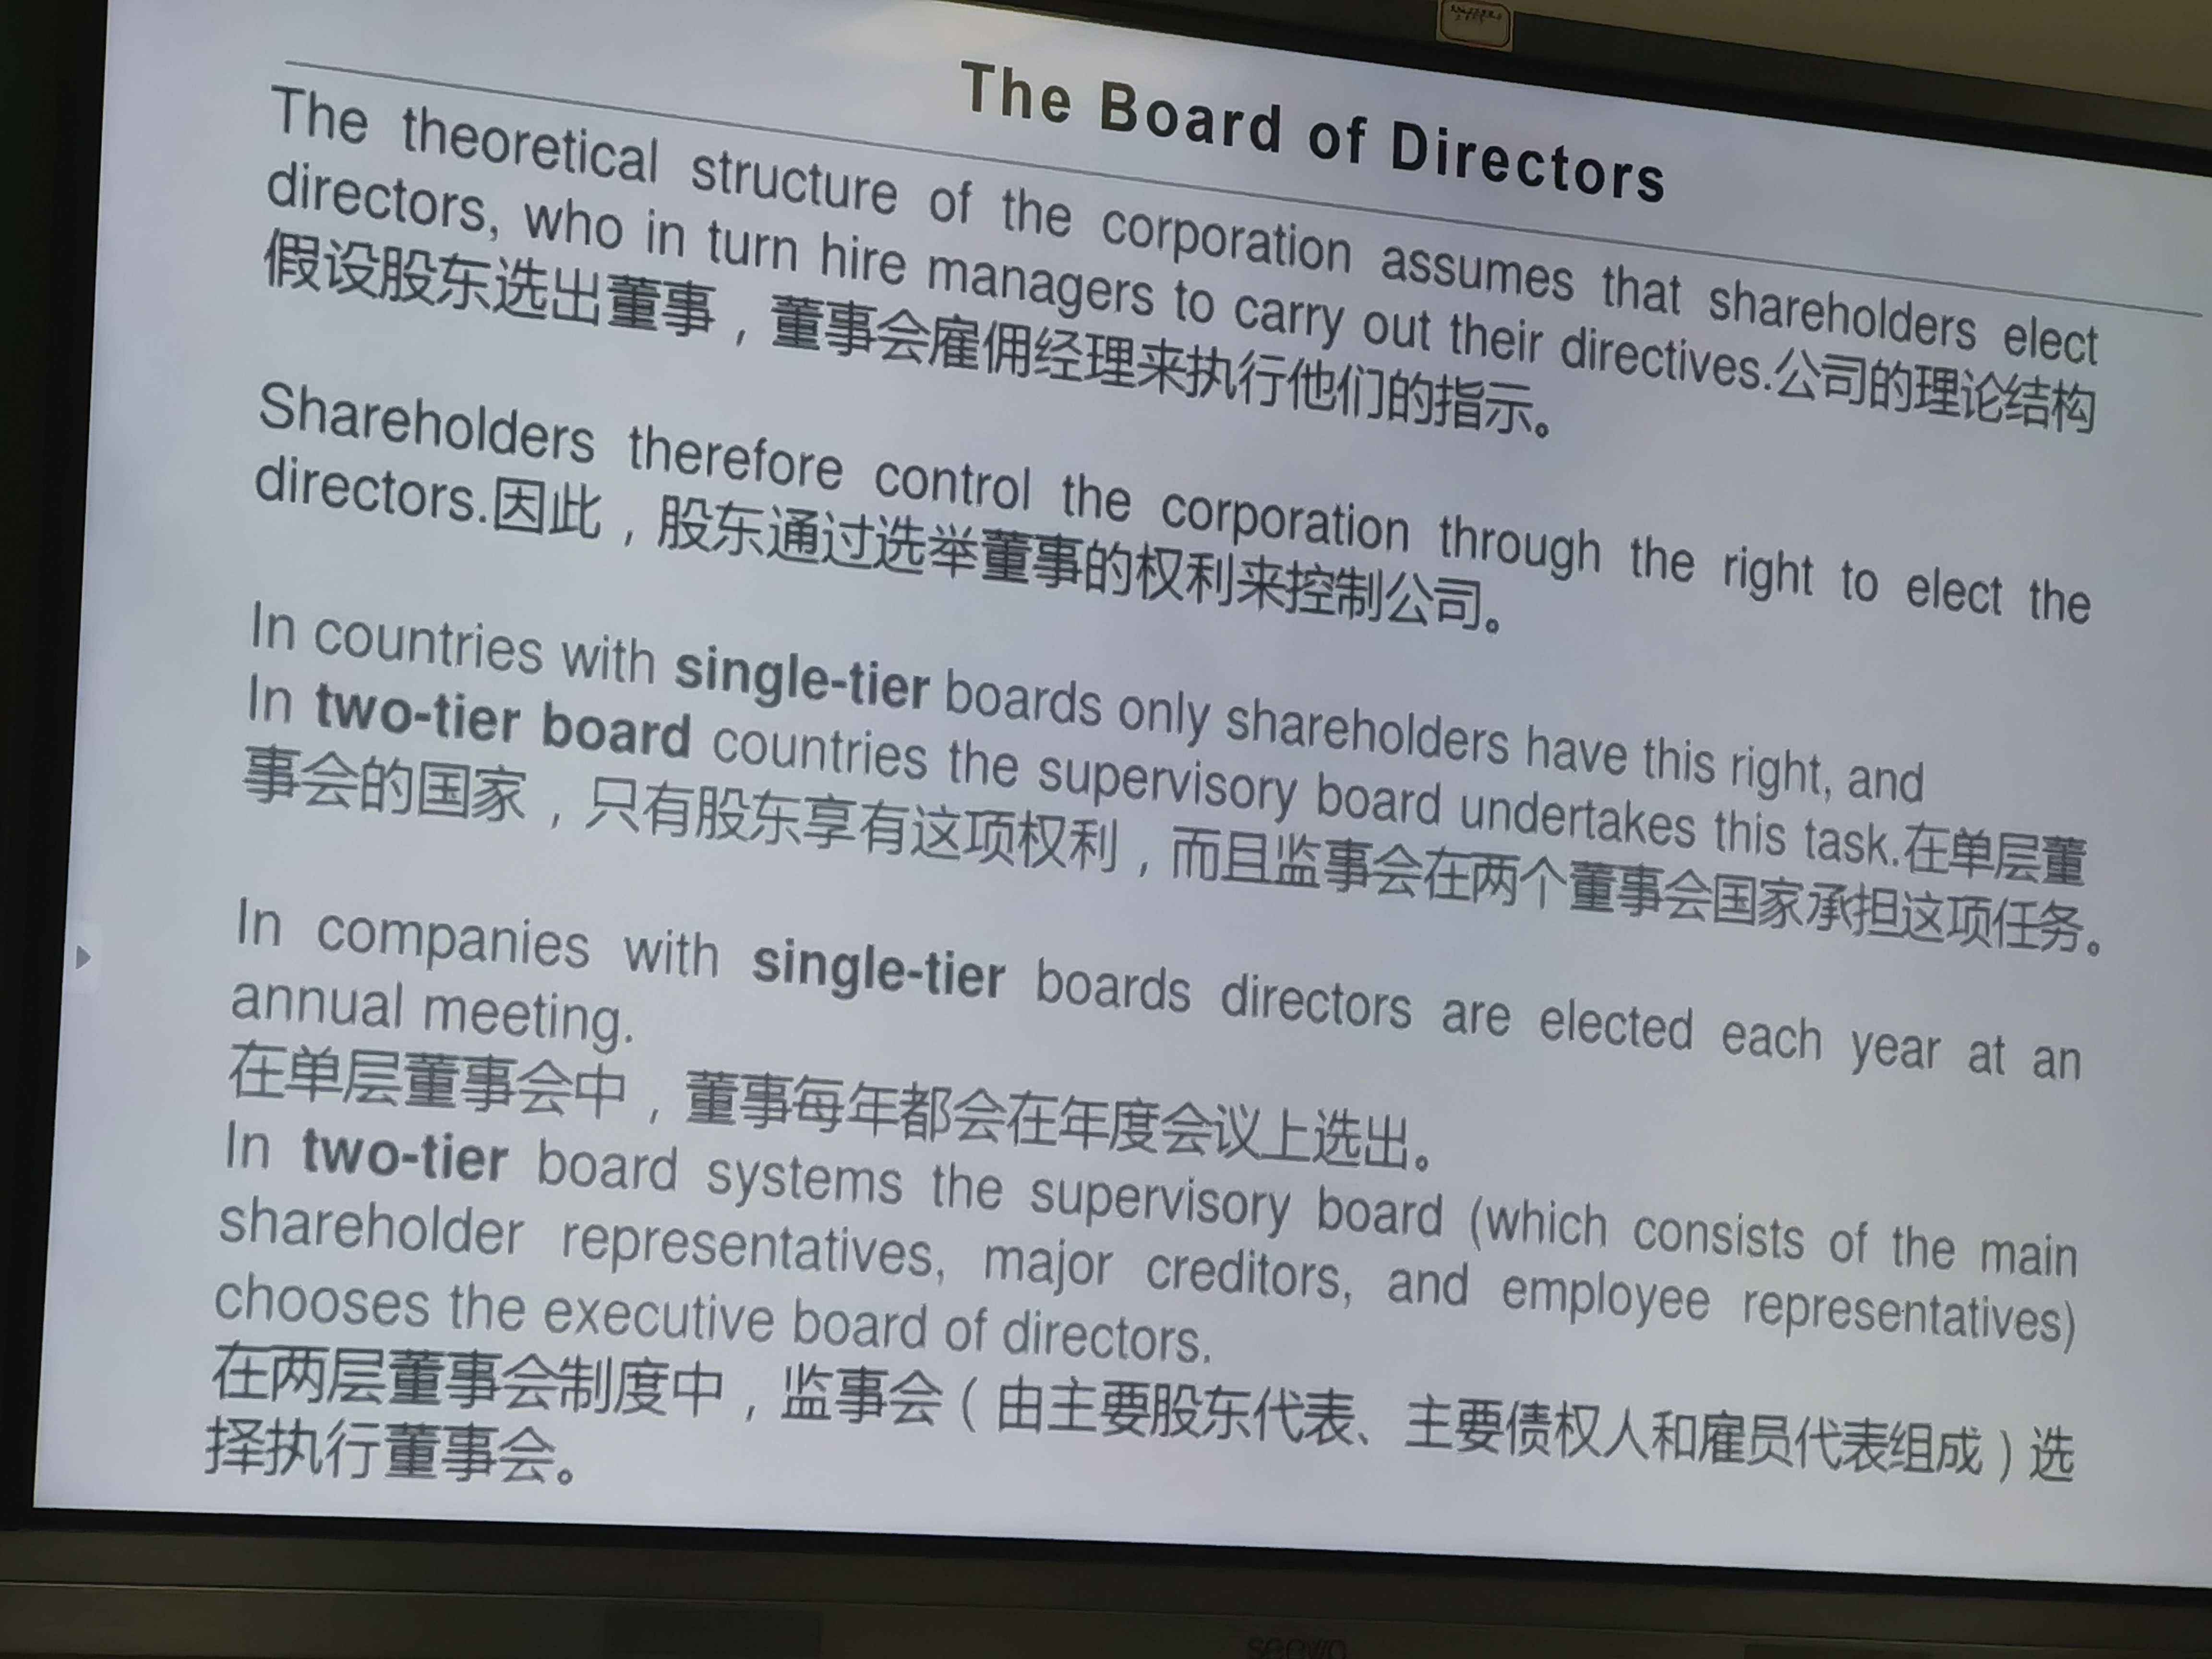 The Board of Directors
The theoretical structure of the corporation assumes that shareholders elect
directors, who in turn hire managers to carry out their directives.公司的理论结构
假设股东选出董事，董事会雇佣经理来执行他们的指示。
Shareholders therefore control the corporation through the right to elect the
directors.因此，股东通过选举董事的权利来控制公司。
In countries with single-tier boards only shareholders have this right, and
In two-tier board countries the supervisory board undertakes this task.在单层董
事会的国家，只有股东享有这项权利，而且监事会在两个董事会国家承担这项任务。
In companies with single-tier boards directors are elected each year at an
annual meeting.
在单层董事会中，董事每年都会在年度会议上选出。
In two-tier board systems the supervisory board (which consists of the main
shareholder representatives, major creditors, and employee representatives)
chooses the executive board of directors.
在两层董事会制度中，监事会（由主要股东代表、主要债权人和雇员代表组成）选
择执行董事会。
seewo